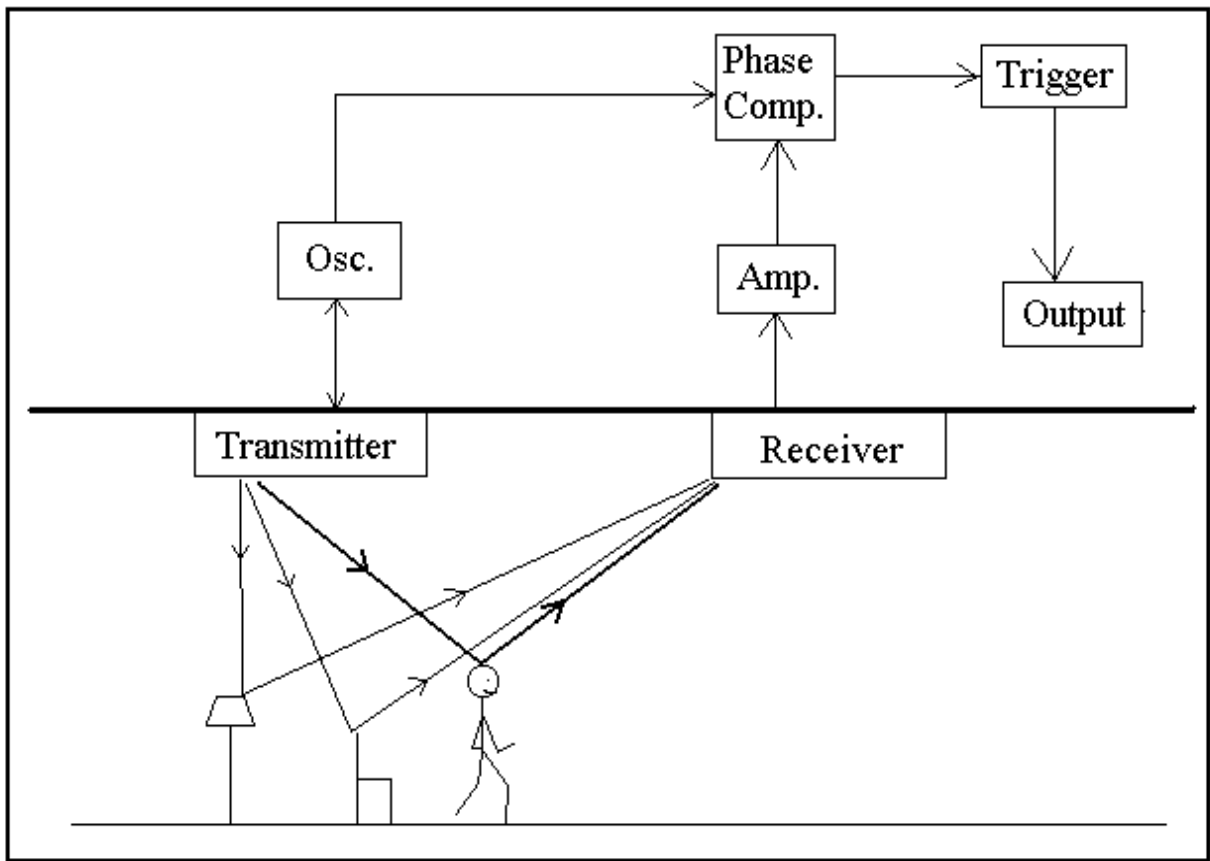 Phase
Comp.
Trigger
Osc.
Amp.
Output
Transmitter
Receiver